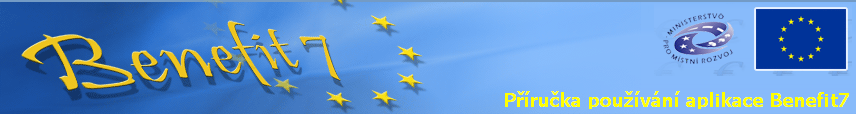 Benefit7
MINISTERSTVO
PRO MÍSTNÍ ROZVOJ
Příručka používání aplikace Benefit7